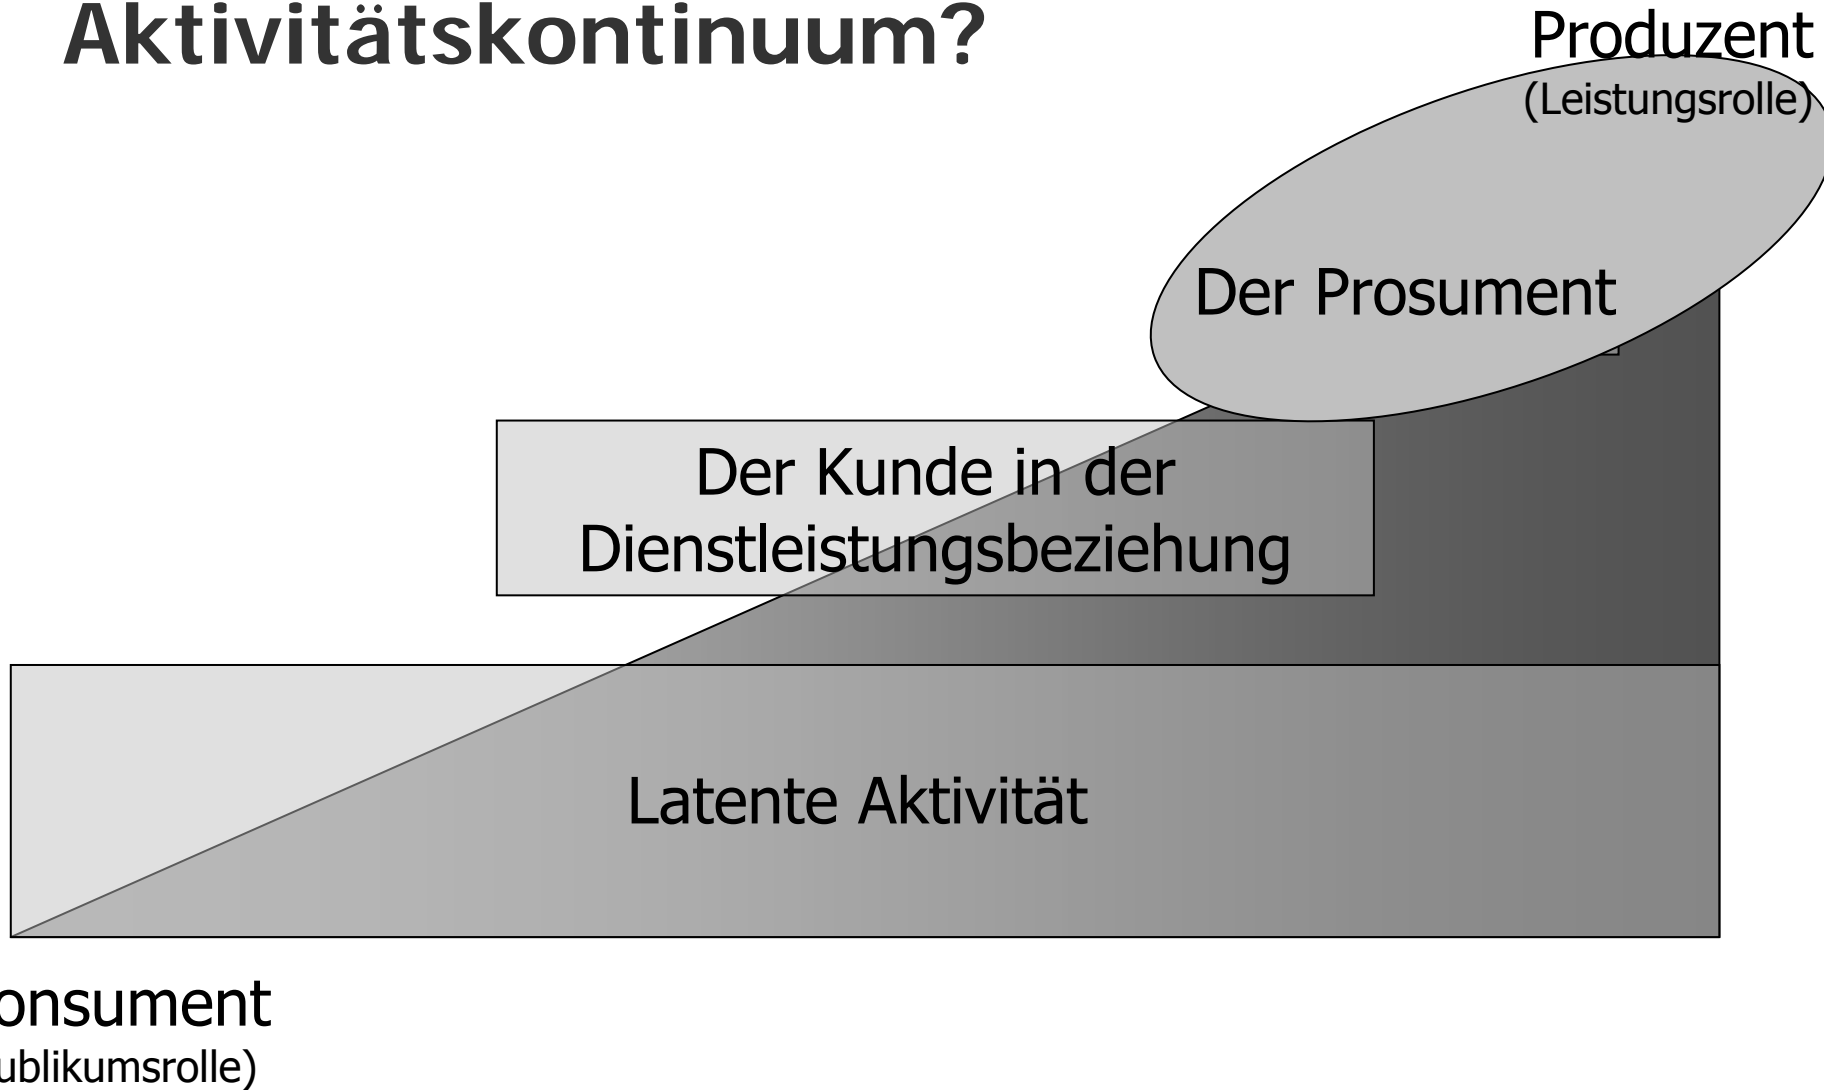 Aktivitätskontinuum?
Produzent
(Leistungsrolle)
Der Prosument
Der Kunde in der
Dienstleistungsbeziehung
Latente Aktivität
onsument
ublikumsrolle)